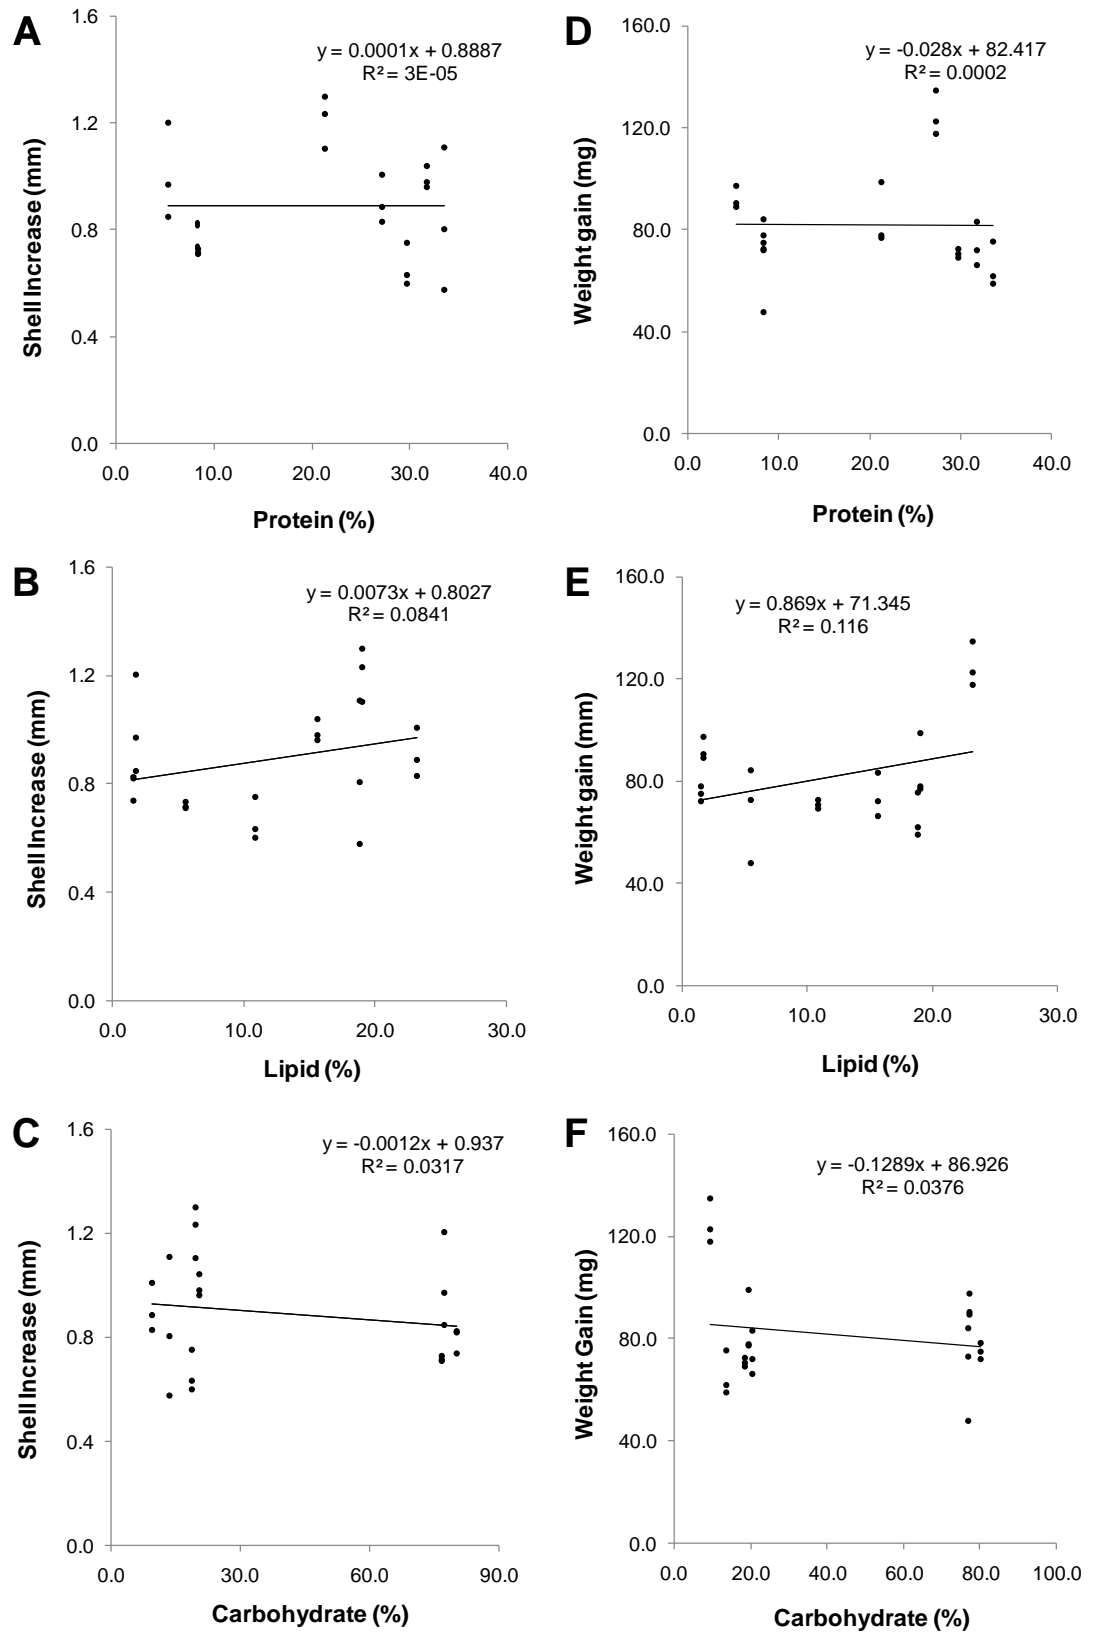 A
1.6
y = 0.0001x + 0.8887
R² = 3E-05
1.2
0.8
0.4
0.0
Shell Increase (mm)
0.0 10.0 20.0 30.0 40.0
Protein (%)
D
160.0
y = -0.028x + 82.417
R² = 0.0002
120.0
80.0
40.0
0.0
Weight gain (mg)
0.0 10.0 20.0 30.0 40.0
Protein (%)
B
1.6
y = 0.0073x + 0.8027
R² = 0.0841
1.2
0.8
0.4
0.0
Shell Increase (mm)
0.0 10.0 20.0 30.0
Lipid (%)
E
160.0
y = 0.869x + 71.345
R² = 0.116
120.0
80.0
40.0
0.0
Weight gain (mm)
0.0 10.0 20.0 30.0
Lipid (%)
C
1.6
y = -0.0012x + 0.937
R² = 0.0317
1.2
0.8
0.4
0.0
Shell Increase (mm)
0.0 30.0 60.0 90.0
Carbohydrate (%)
F
160.0
y = -0.1289x + 86.926
R² = 0.0376
120.0
80.0
40.0
0.0
Weight Gain (mg)
0.0 20.0 40.0 60.0 80.0 100.0
Carbohydrate (%)